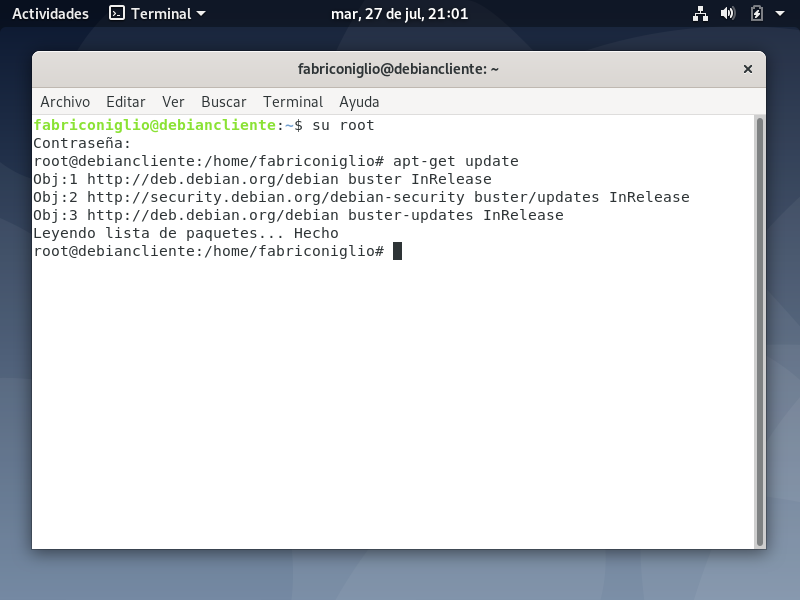 Actividades Terminal mar, 27 de jul, 21:01
fabriconiglio@debiancliente: ~
Archivo Editar Ver Buscar Terminal Ayuda
fabriconiglio@debiancliente:~$ su root
Contraseña:
root@debiancliente:/home/fabriconiglio# apt-get update
Obj:1 http://deb.debian.org/debian buster InRelease
Obj:2 http://security.debian.org/debian-security buster/updates InRelease
Obj:3 http://deb.debian.org/debian buster-updates InRelease
Leyendo lista de paquetes... Hecho
root@debiancliente:/home/fabriconiglio#